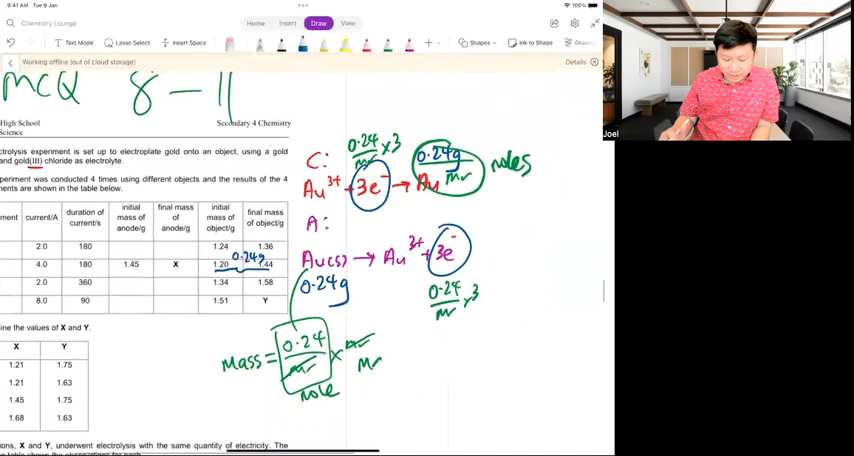 9:41 AM Tue 9 Jan
100%
Chemistry Lounge
Home Insert Draw View
Text Mode Lasso Select Insert Space Shapes Ink to Shape
Working offline (out of cloud storage) Details
MCQ 8 - 11
High School
Science
Secondary 4 Chemistry
ctrolysis experiment is set up to electroplate gold onto an object, using a gold
and gold(III) chloride as electrolyte.
periment was conducted 4 times using different objects and the results of the 4
ments are shown in the table below.
ment current/A duration of current/s initial mass of anode/g final mass of anode/g initial mass of object/g final mass of object/g
2.0 180 1.24 1.36
0.24g
4.0 180 1.45 X 1.20 1.44
2.0 360 1.34 1.58
8.0 90 1.51 Y
ine the values of X and Y.
X Y
1.21 1.75
1.21 1.63
1.45 1.75
1.68 1.63
ions, X and Y, underwent electrolysis with the same quantity of electricity. The
C:
0.24/Mr x3
0.24g/Mr moles
Au3+ + 3e- → Au
A:
Au(s) → Au3+ + 3e-
0.24g
0.24/Mr x3
Mass = 0.24/Mr x Mr
mole
Mr
Joel